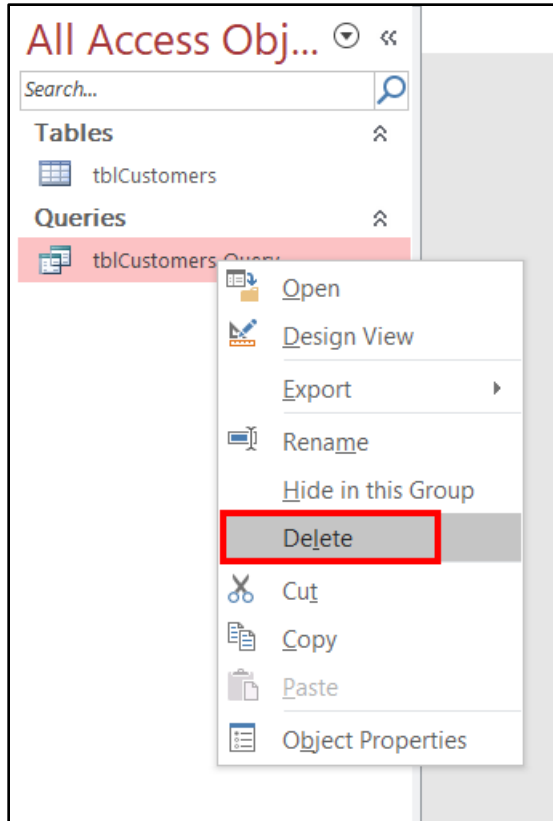 All Access Obj...
Search...
Tables
tblCustomers
Queries
tblCustomers Query
Open
Design View
Export
Rename
Hide in this Group
Delete
Cut
Copy
Paste
Object Properties